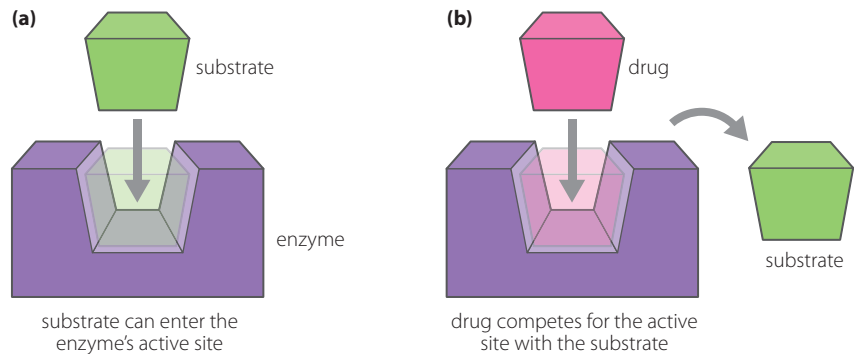 (a)
substrate
enzyme
substrate can enter the
enzyme's active site
(b)
drug
substrate
drug competes for the active
site with the substrate